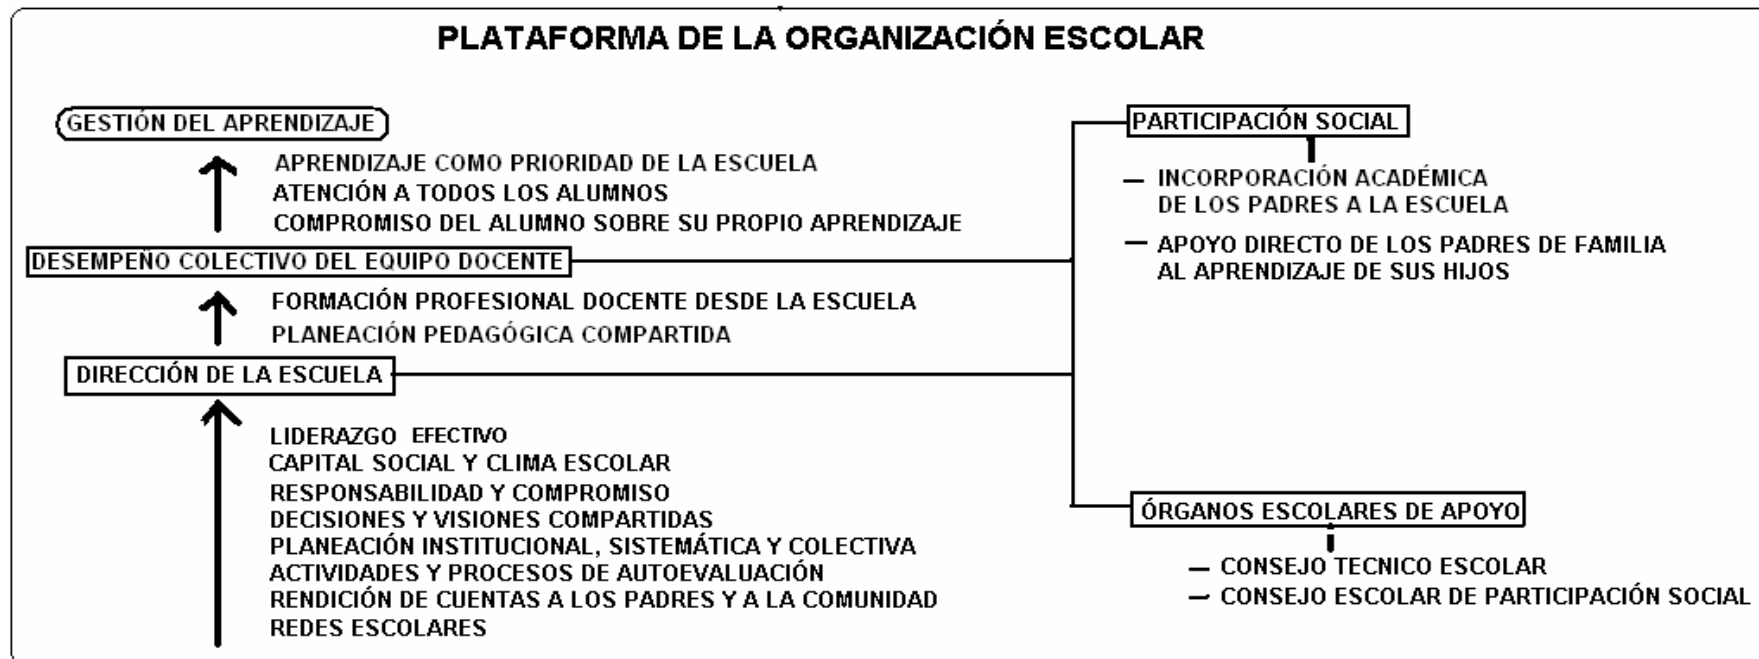 PLATAFORMA DE LA ORGANIZACIÓN ESCOLAR
GESTIÓN DEL APRENDIZAJE
APRENDIZAJE COMO PRIORIDAD DE LA ESCUELA
ATENCIÓN A TODOS LOS ALUMNOS
COMPROMISO DEL ALUMNO SOBRE SU PROPIO APRENDIZAJE
DESEMPEÑO COLECTIVO DEL EQUIPO DOCENTE
FORMACIÓN PROFESIONAL DOCENTE DESDE LA ESCUELA
PLANEACIÓN PEDAGÓGICA COMPARTIDA
DIRECCIÓN DE LA ESCUELA
LIDERAZGO EFECTIVO
CAPITAL SOCIAL Y CLIMA ESCOLAR
RESPONSABILIDAD Y COMPROMISO
DECISIONES Y VISIONES COMPARTIDAS
PLANEACIÓN INSTITUCIONAL, SISTEMÁTICA Y COLECTIVA
ACTIVIDADES Y PROCESOS DE AUTOEVALUACIÓN
RENDICIÓN DE CUENTAS A LOS PADRES Y A LA COMUNIDAD
REDES ESCOLARES
PARTICIPACIÓN SOCIAL
— INCORPORACIÓN ACADÉMICA
DE LOS PADRES A LA ESCUELA
— APOYO DIRECTO DE LOS PADRES DE FAMILIA
AL APRENDIZAJE DE SUS HIJOS
ÓRGANOS ESCOLARES DE APOYO
— CONSEJO TECNICO ESCOLAR
— CONSEJO ESCOLAR DE PARTICIPACIÓN SOCIAL